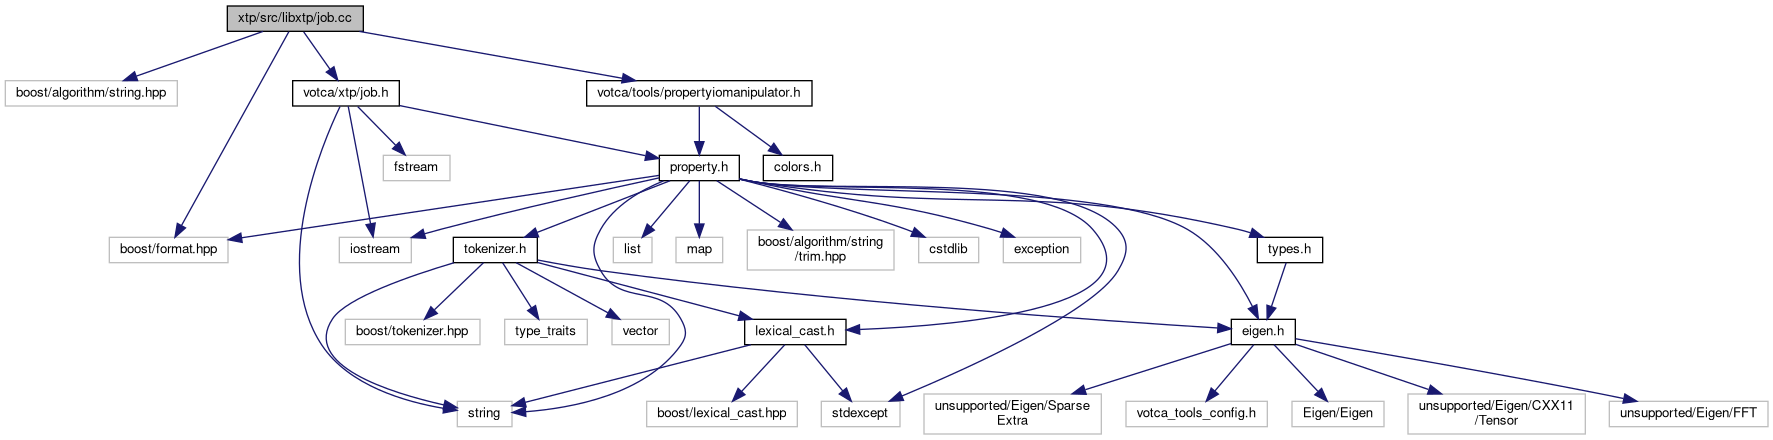 xtp/src/libxtp/job.cc
boost/algorithm/string.hpp
votca/xtp/job.h
votca/tools/propertyiomanipulator.h
fstream
property.h
colors.h
boost/format.hpp
iostream
tokenizer.h
list
map
boost/algorithm/string
/trim.hpp
cstdlib
exception
types.h
boost/tokenizer.hpp
type_traits
vector
lexical_cast.h
eigen.h
string
boost/lexical_cast.hpp
stdexcept
unsupported/Eigen/Sparse
Extra
votca_tools_config.h
Eigen/Eigen
unsupported/Eigen/CXX11
/Tensor
unsupported/Eigen/FFT